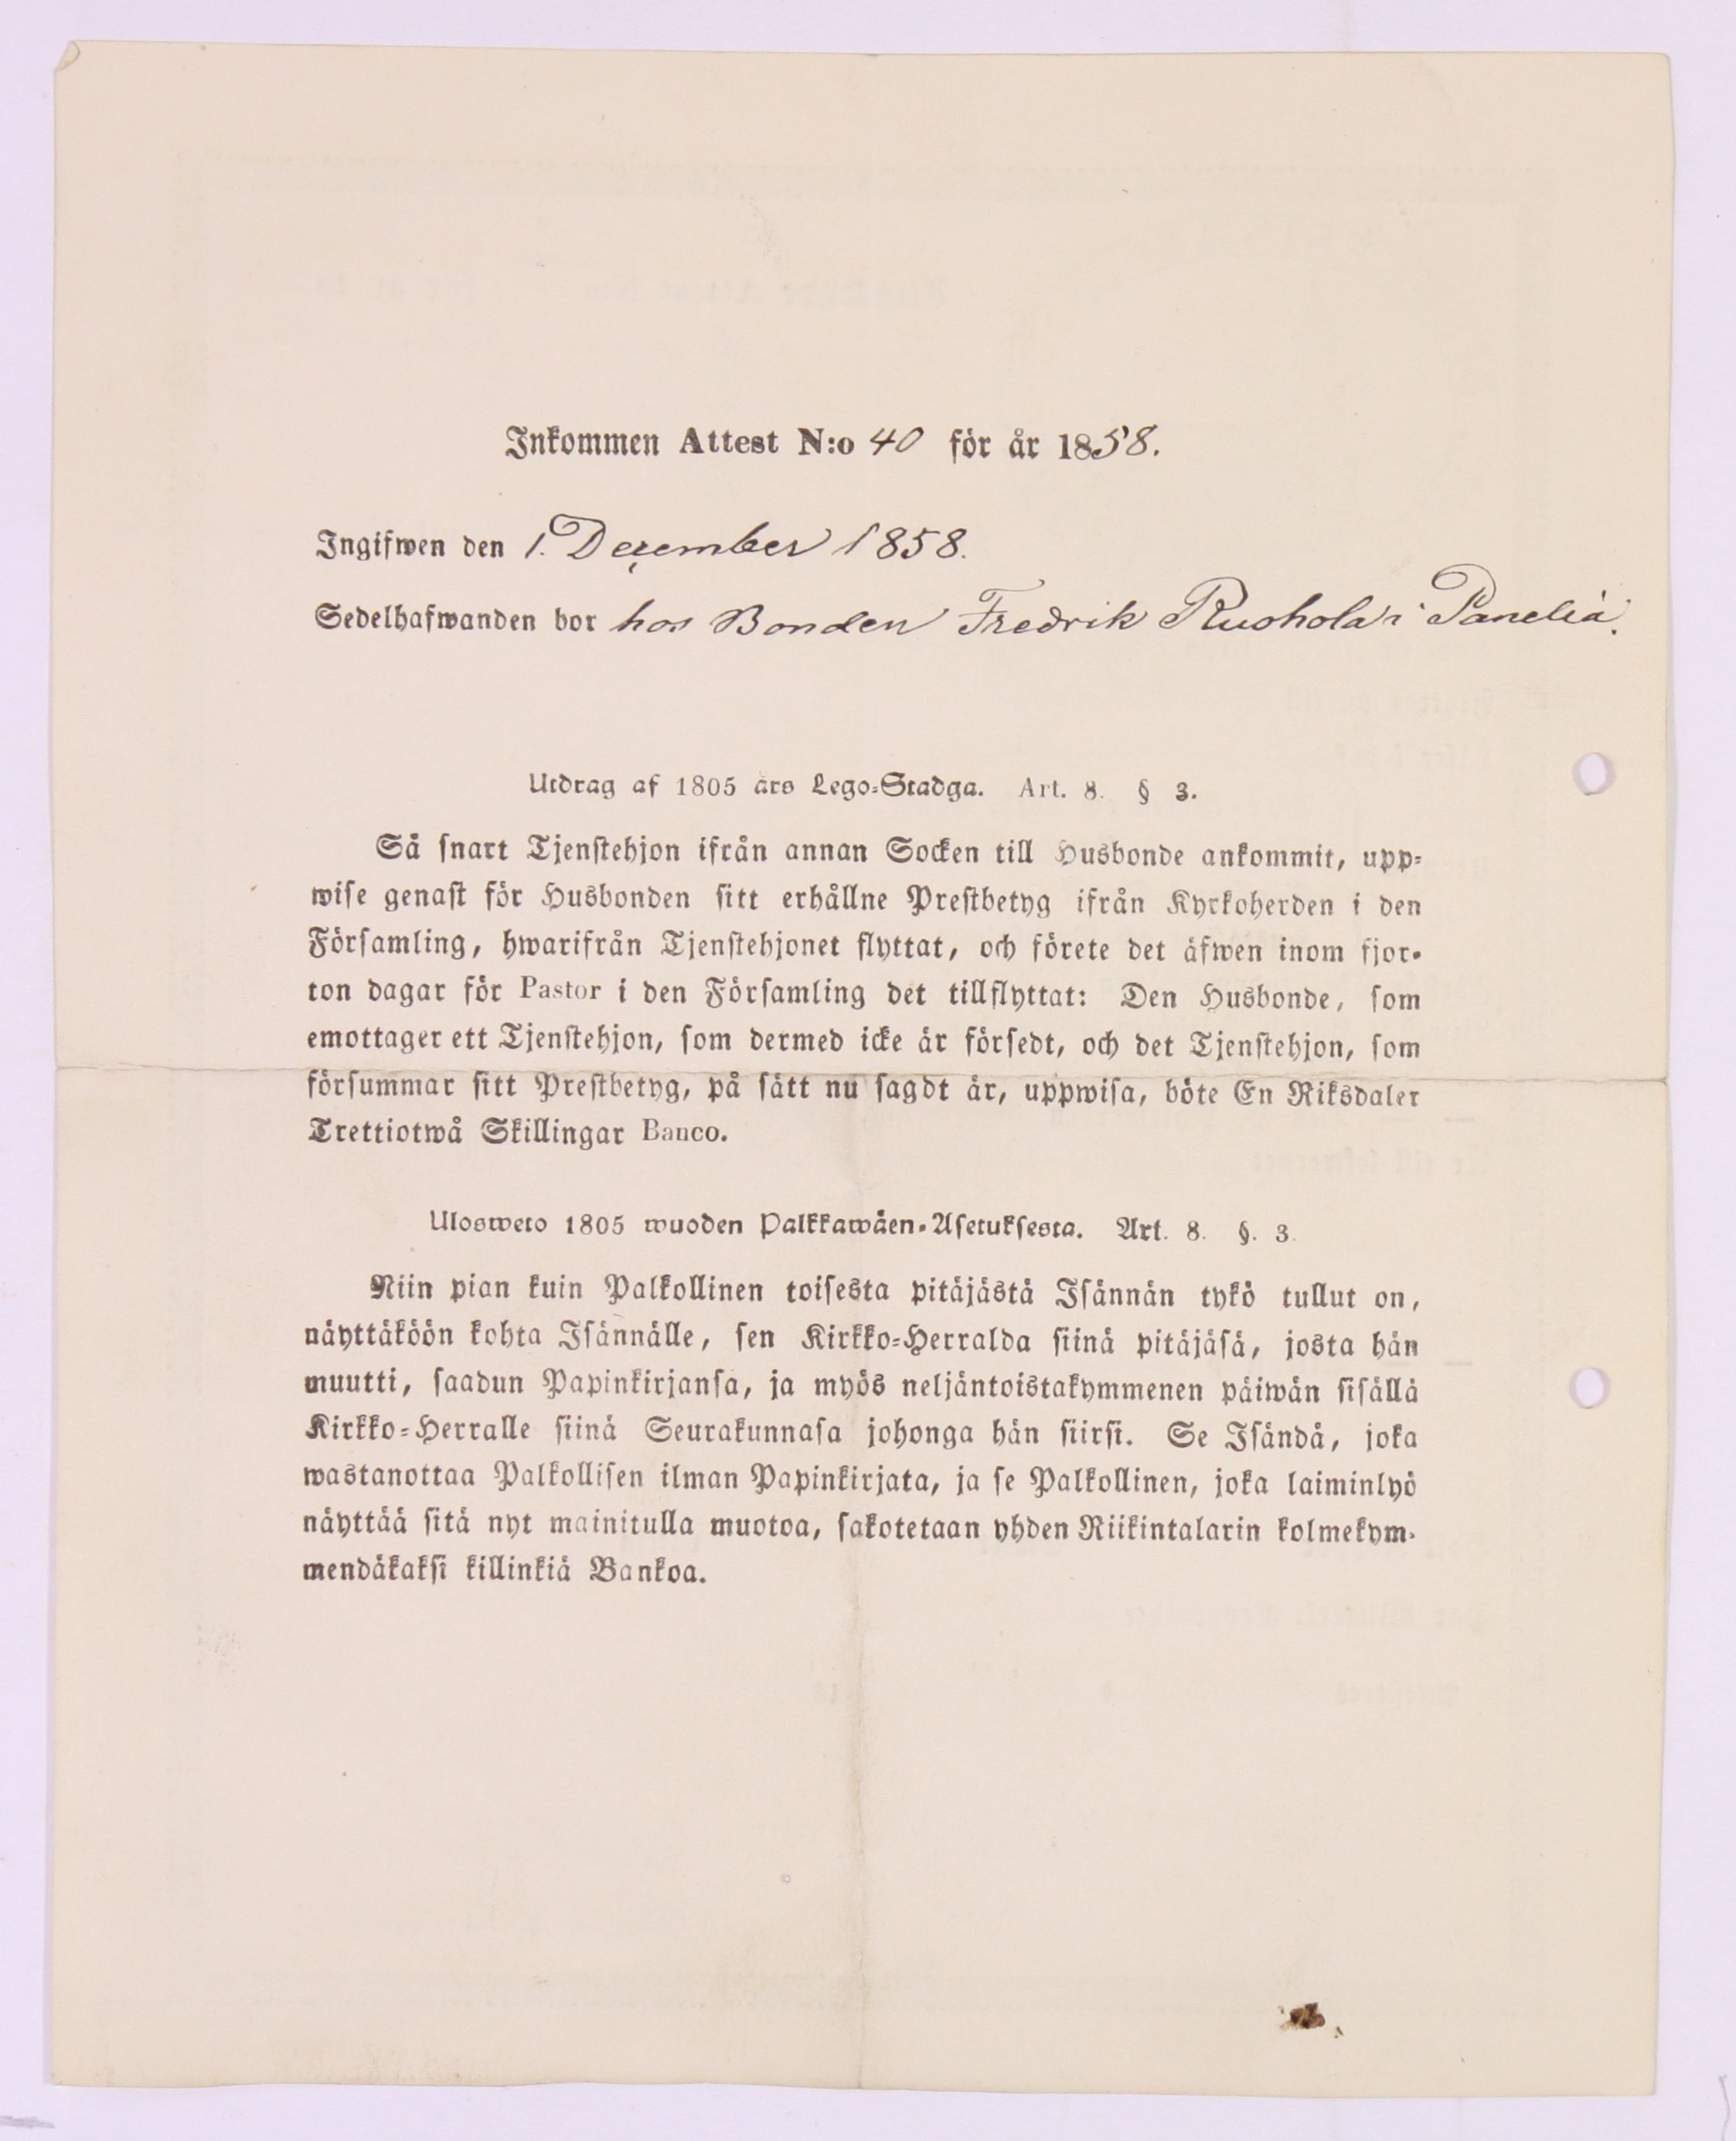 Inkommen Attest N:o 40 för år 1858.
Ingifwen den 1. December 1858.
Sedelhafwanden bor hos Bonden Fredrik Ruohola i Panelia.
Utdrag af 1805 års Lego-Stadga. Art. 8. § 3.
Så snart Tjenstehjon ifrån annan Socken till Husbonde ankommit, upp-
wise genast för Husbonden sitt erhållne Prestbetyg ifrån Kyrkoherden i den
Församling, hwarifrån Tjenstehjonet flyttat, och förete det äfwen inom fjor-
ton dagar för Pastor i den Församling det tillflyttat: Den Husbonde, som
emottager ett Tjenstehjon, som dermed icke är försedt, och det Tjenstehjon, som
försummar sitt Prestbetyg, på sätt nu sagdt är, uppwisa, böte En Riksdaler
Trettiotwå Skillingar Banco.
Ulosweto 1805 wuoden Palkkawäen-Asetuksesta. Art. 8. §. 3.
Niin pian kuin Palkollinen toisesta pitäjästä Isännän tykö tullut on,
näyttäköön kohta Isännälle, sen Kirkko-Herralda siinä pitäjäsä, josta hän
muutti, saadun Papinkirjansa, ja myös neljäntoistakymmenen päiwän sisällä
Kirkko-Herralle siinä Seurakunnasa johonga hän siirsi. Se Isändä, joka
wastanottaa Palkollisen ilman Papinkirjata, ja se Palkollinen, joka laiminlyö
näyttää sitä nyt mainitulla muotoa, sakotetaan yhden Riikintalarin kolmekym-
mendäkaksi killinkiä Bankoa.